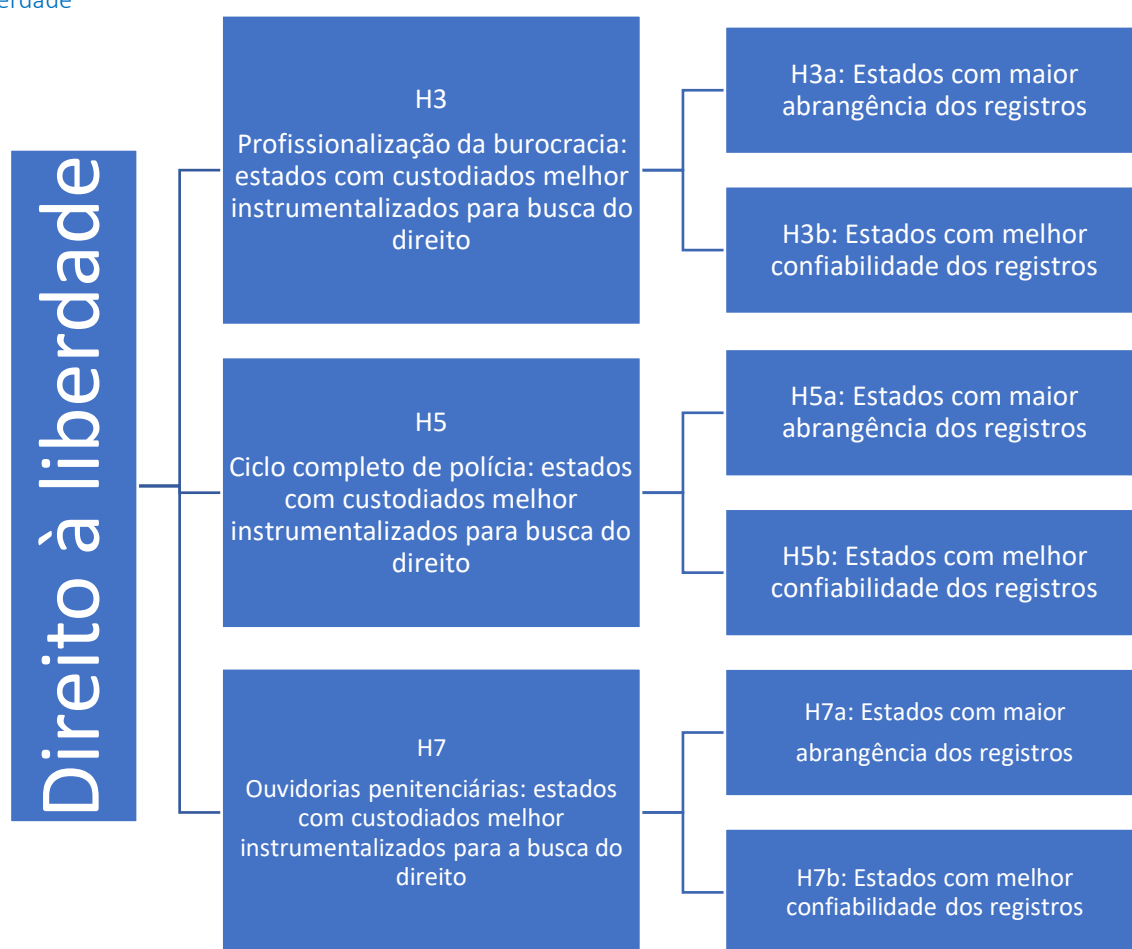 erdade
Direito à liiberdade
H3
Profissionalização da burocracia:
estados com custodiados melhor
instrumentalizados para busca do
direito
H3a: Estados com maior
abrangência dos registros
H3b: Estados com melhor
confiabilidade dos registros
H5
Ciclo completo de polícia: estados
com custodiados melhor
instrumentalizados para busca do
direito
H5a: Estados com maior
abrangência dos registros
H5b: Estados com melhor
confiabilidade dos registros
H7
Ouvidorias penitenciárias: estados
com custodiados melhor
instrumentalizados para a busca do
direito
H7a: Estados com maior
abrangência dos registros
H7b: Estados com melhor
confiabilidade dos registros